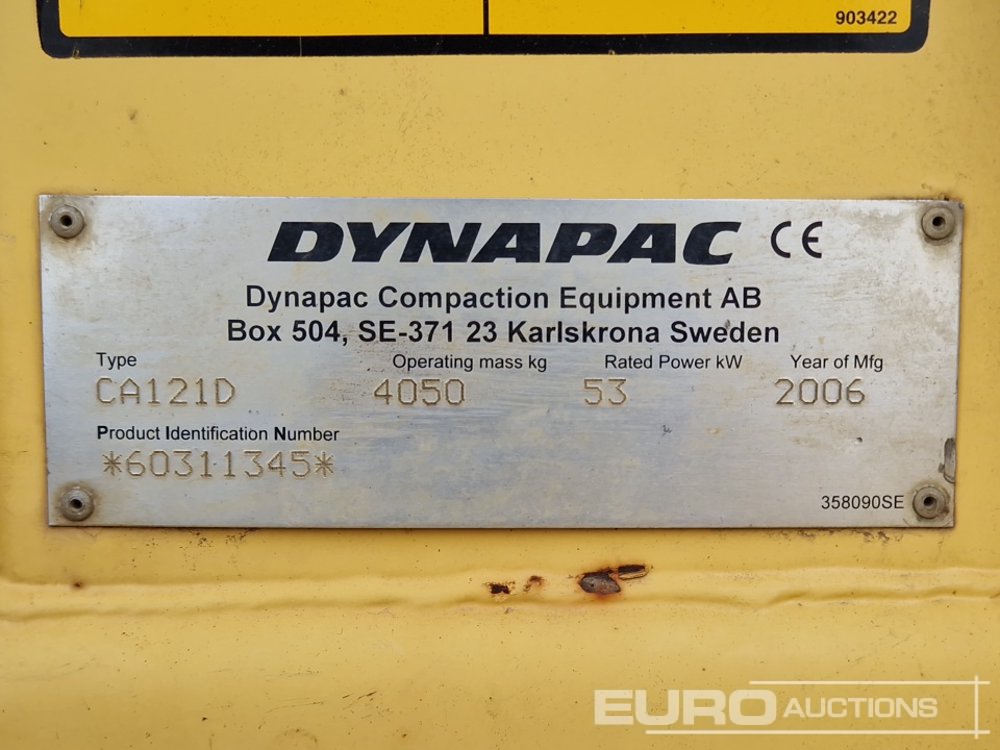 903422
DYNAPAC CE
Dynapac Compaction Equipment AB
Box 504, SE-371 23 Karlskrona Sweden
Type Operating mass kg Rated Power kW Year of Mfg
CA121D 4050 53 2006
Product Identification Number
*60311345*
358090SE
EURO AUCTIONS